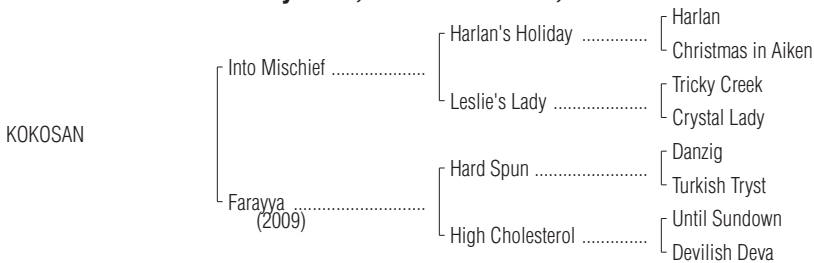 Harlan
Harlan's Holiday ..............
Christmas in Aiken
Into Mischief ....................
Tricky Creek
Leslie's Lady ....................
Crystal Lady
KOKOSAN
Danzig
Hard Spun ........................
Turkish Tryst
Farayya ............................
(2009)
Until Sundown
High Cholesterol ..............
Devilish Deva